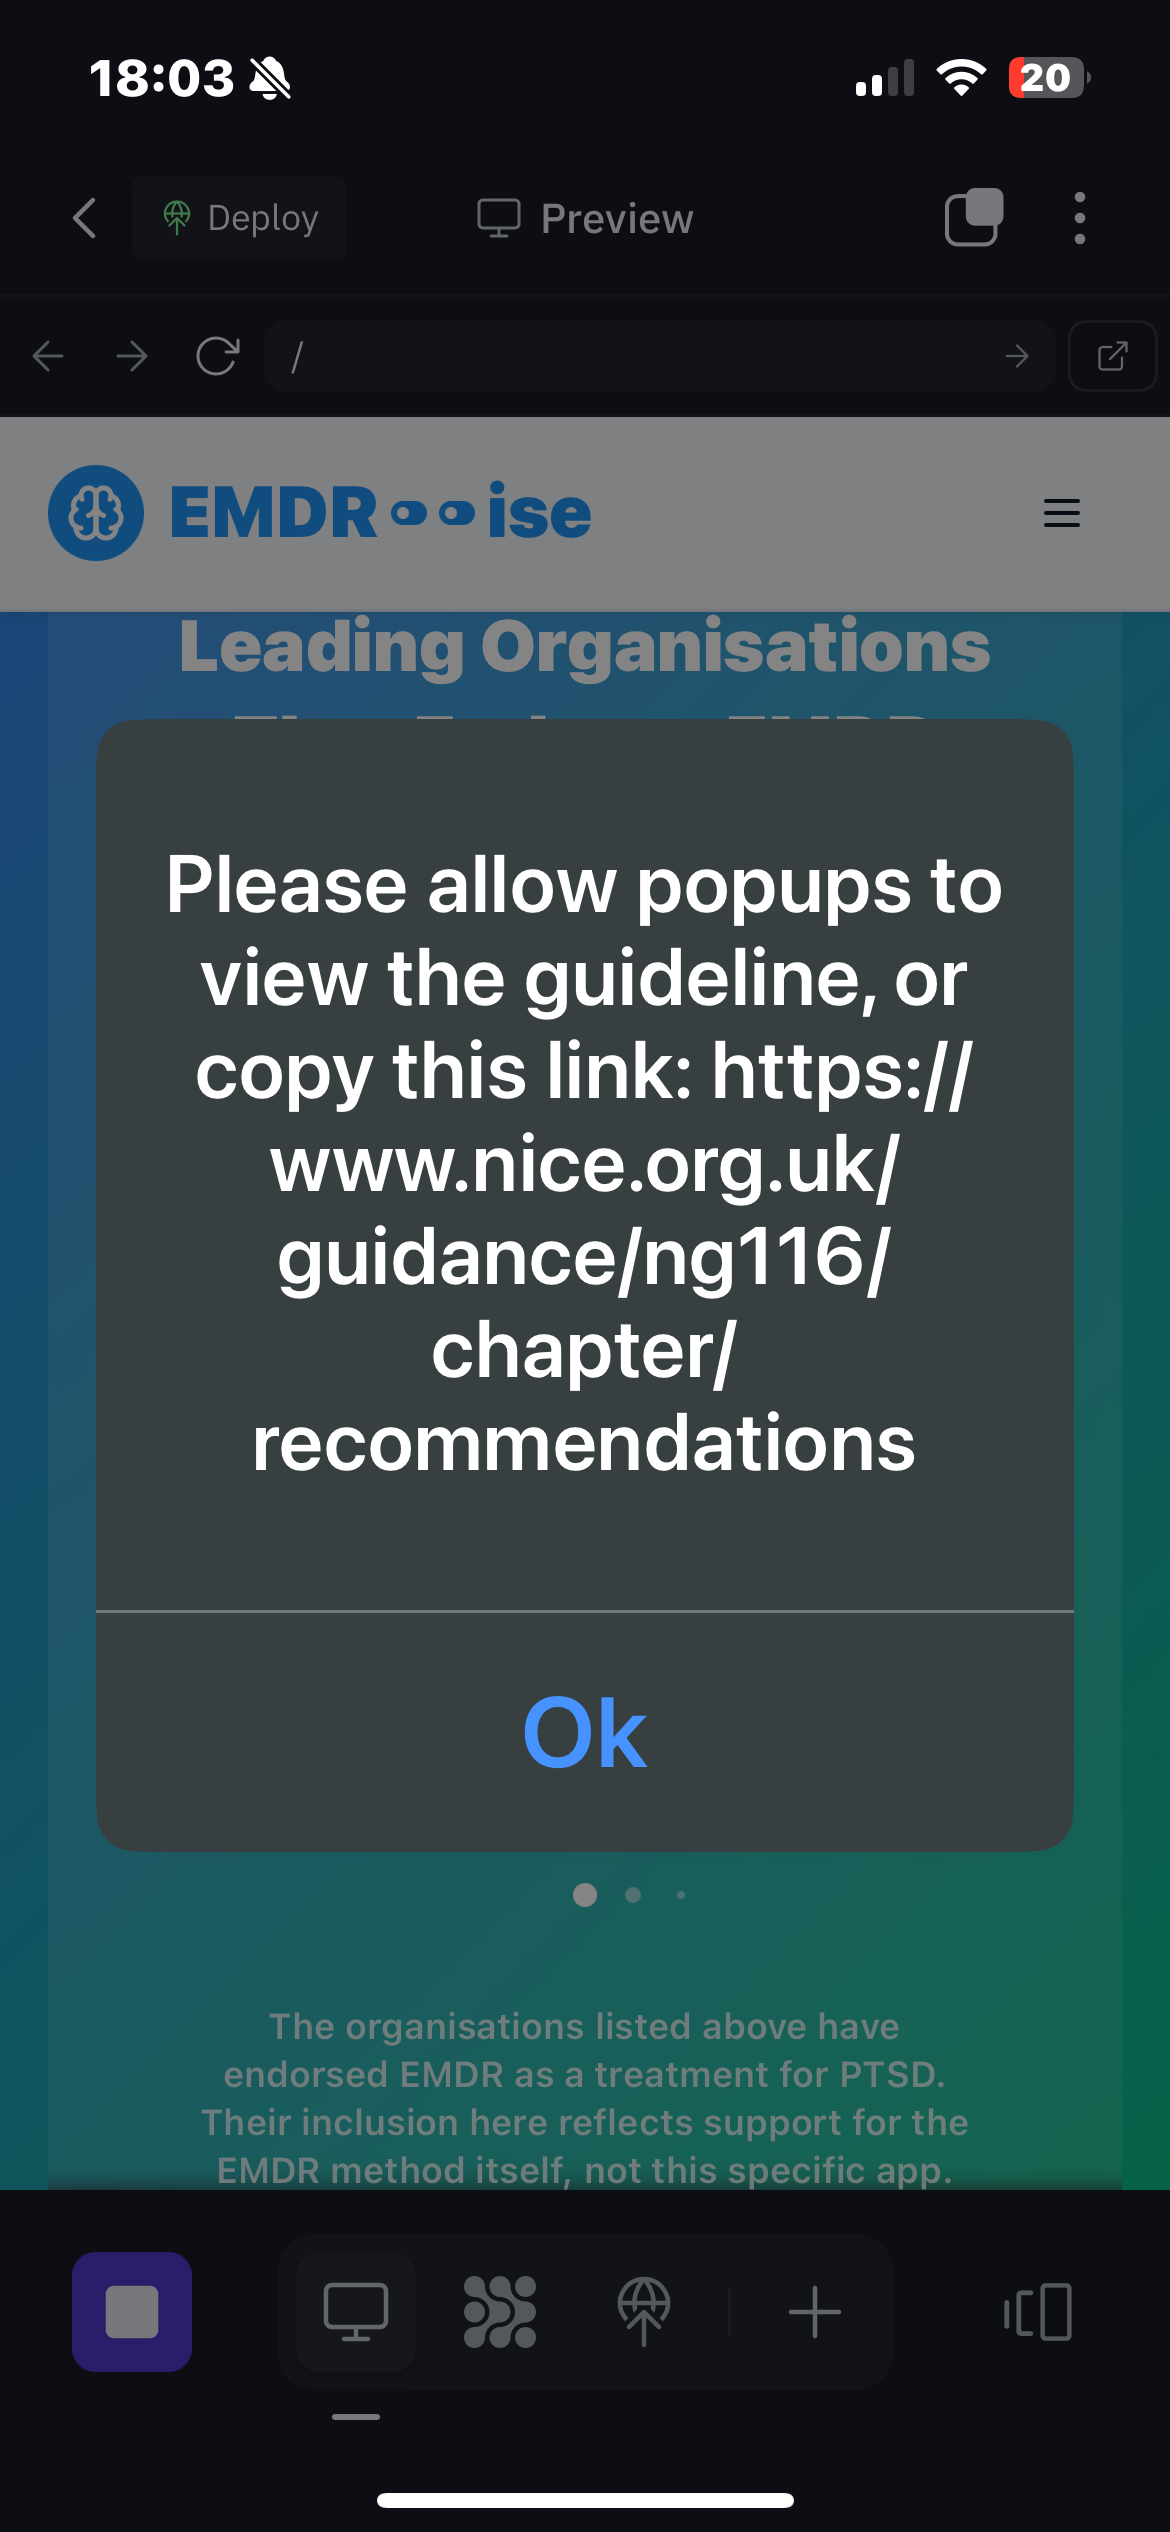 18:03
20
Deploy
Preview
/
EMDR ise
Leading Organisations
Please allow popups to
view the guideline, or
copy this link: https://
www.nice.org.uk/
guidance/ng116/
chapter/
recommendations
Ok
The organisations listed above have
endorsed EMDR as a treatment for PTSD.
Their inclusion here reflects support for the
EMDR method itself, not this specific app.